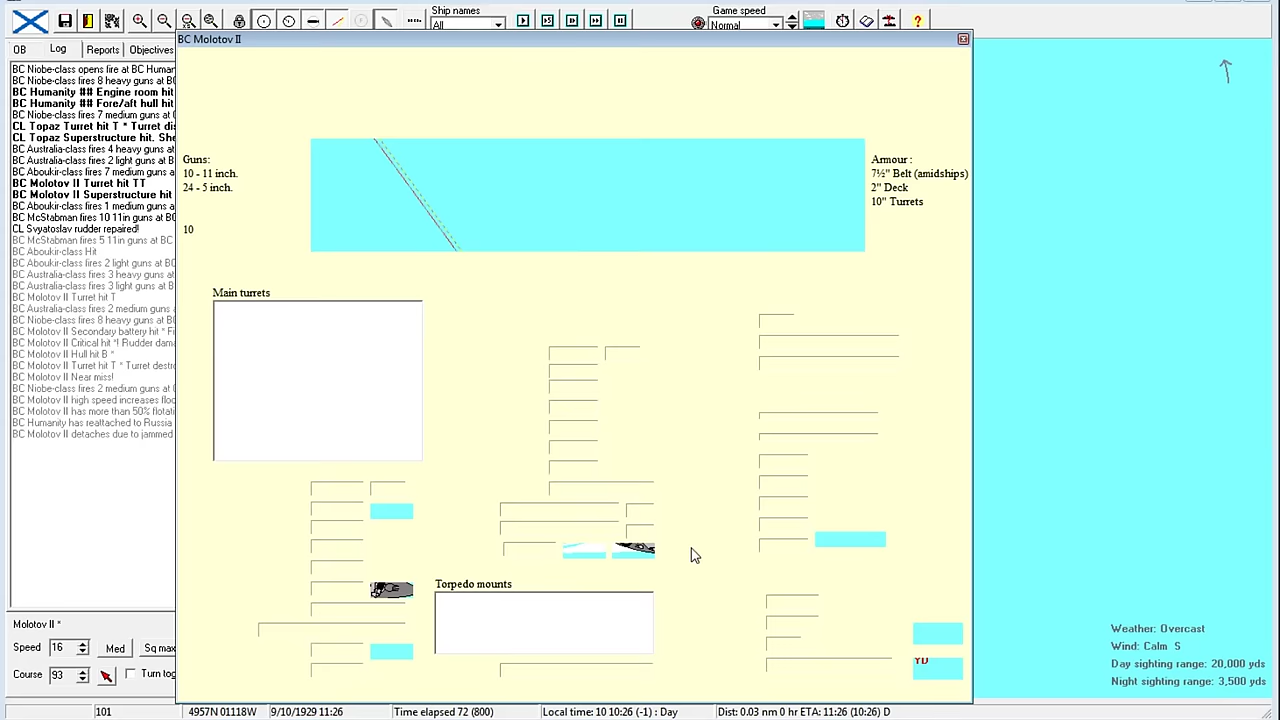 Ship names
All
Game speed
Normal
?
BC Molotov II
OB
Log
Reports
Objectives
BC Niobe-class opens fire at BC Human
BC Niobe-class fires 8 heavy guns at BC
BC Humanity ## Engine room hit
BC Humanity ## Fore/aft hull hit
BC Niobe-class fires 7 medium guns at
CL Topaz Turret hit T * Turret dis
CL Topaz Superstructure hit. She
BC Australia-class fires 4 heavy guns at
BC Australia-class fires 2 light guns at
BC Aboukir-class fires 7 medium guns at
BC Molotov II Turret hit TT
BC Molotov II Superstructure hit
BC Aboukir-class fires 1 medium guns at
BC McStabman fires 10 11in guns at
CL Svyatoslav rudder repaired!
BC McStabman fires 5 11in guns at BC
BC Aboukir-class Hit
BC Aboukir-class fires 2 light guns at
BC Australia-class fires 3 heavy guns at
BC Australia-class fires 3 light guns at
BC Molotov II Turret hit T
BC Australia-class fires 2 medium guns at
BC Niobe-class fires 8 heavy guns at BC
BC Molotov II Secondary battery hit * Fi
BC Molotov II Critical hit *! Rudder dama
BC Molotov II Hull hit B *
BC Molotov II Turret hit T * Turret destro
BC Molotov II Near miss!
BC Niobe-class fires 2 medium guns at
BC Molotov II high speed increases floo
BC Molotov II has more than 50% flotati
BC Humanity has reattached to Russia
BC Molotov II detaches due to jammed
Guns:
10 - 11 inch.
24 - 5 inch.
10
Armour :
7½" Belt (amidships)
2" Deck
10" Turrets
Main turrets
Torpedo mounts
YD
Molotov II *
Speed
16
Med
Sq max
Course
93
Turn tog
Weather: Overcast
Wind: Calm S
Day sighting range: 20,000 yds
Night sighting range: 3,500 yds
101
4957N 01118W
9/10/1929 11:26
Time elapsed 72 (800)
Local time: 10 10:26 (-1) : Day
Dist: 0.03 nm 0 hr ETA: 11:26 (10:26) D